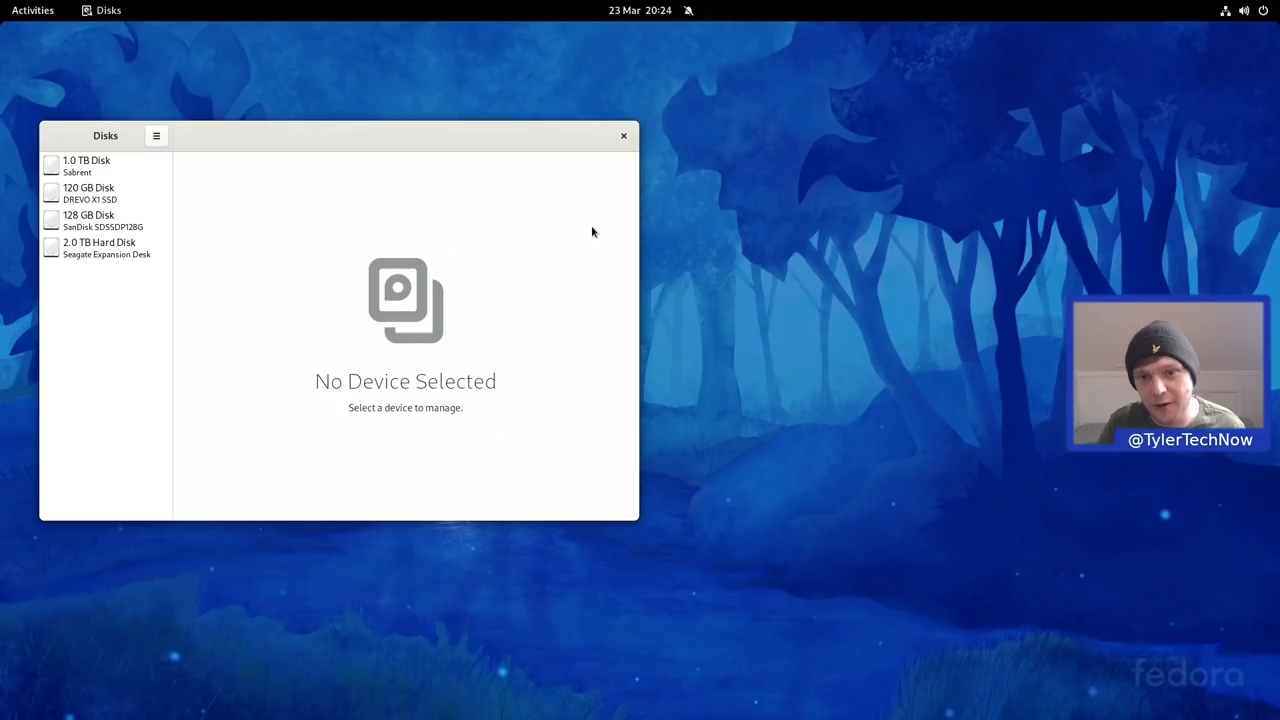 Activities
Disks
23 Mar 20:24
Disks
1.0 TB Disk
Sabrent
120 GB Disk
DREVO X1 SSD
128 GB Disk
SanDisk SDSSDP128G
2.0 TB Hard Disk
Seagate Expansion Desk
No Device Selected
Select a device to manage.
@TylerTechNow
fedora